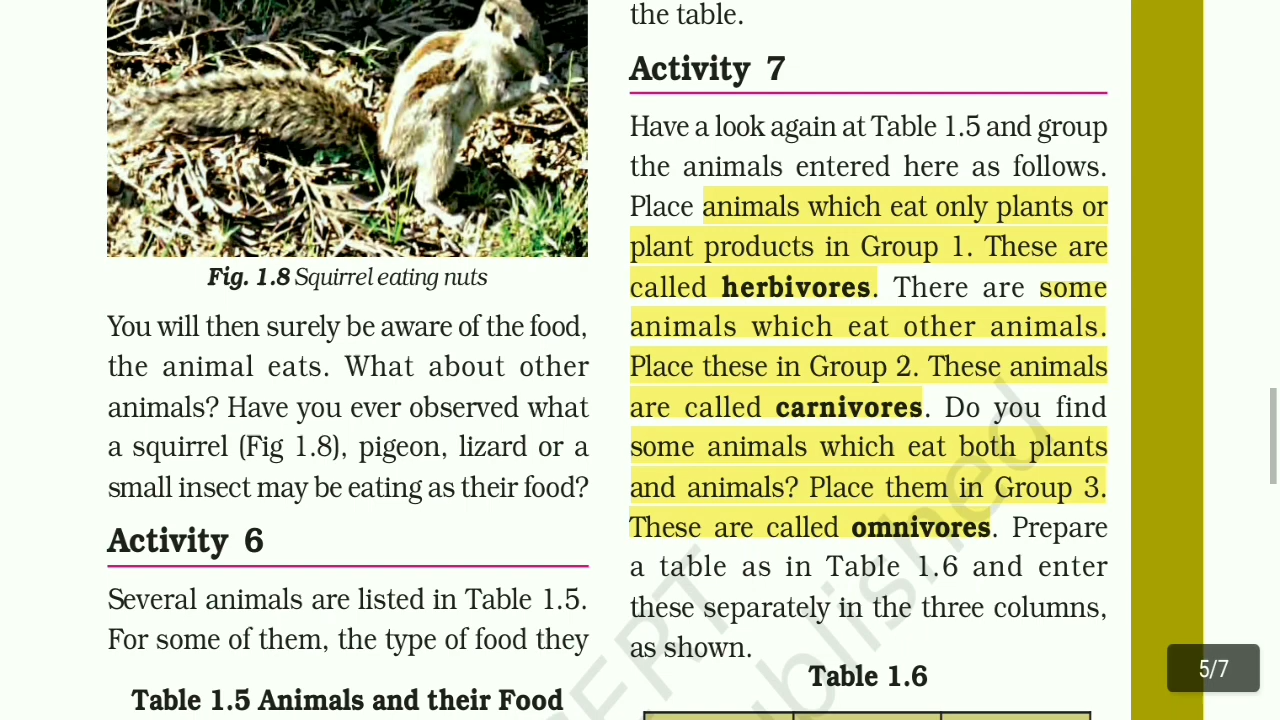 Fig. 1.8 Squirrel eating nuts
You will then surely be aware of the food,
the animal eats. What about other
animals? Have you ever observed what
a squirrel (Fig 1.8), pigeon, lizard or a
small insect may be eating as their food?
Activity 6
Several animals are listed in Table 1.5.
For some of them, the type of food they
Table 1.5 Animals and their Food
the table.
Activity 7
Have a look again at Table 1.5 and group
the animals entered here as follows.
Place animals which eat only plants or
plant products in Group 1. These are
called herbivores. There are some
animals which eat other animals.
Place these in Group 2. These animals
are called carnivores. Do you find
some animals which eat both plants
and animals? Place them in Group 3.
These are called omnivores. Prepare
a table as in Table 1.6 and enter
these separately in the three columns,
as shown.
Table 1.6
5/7